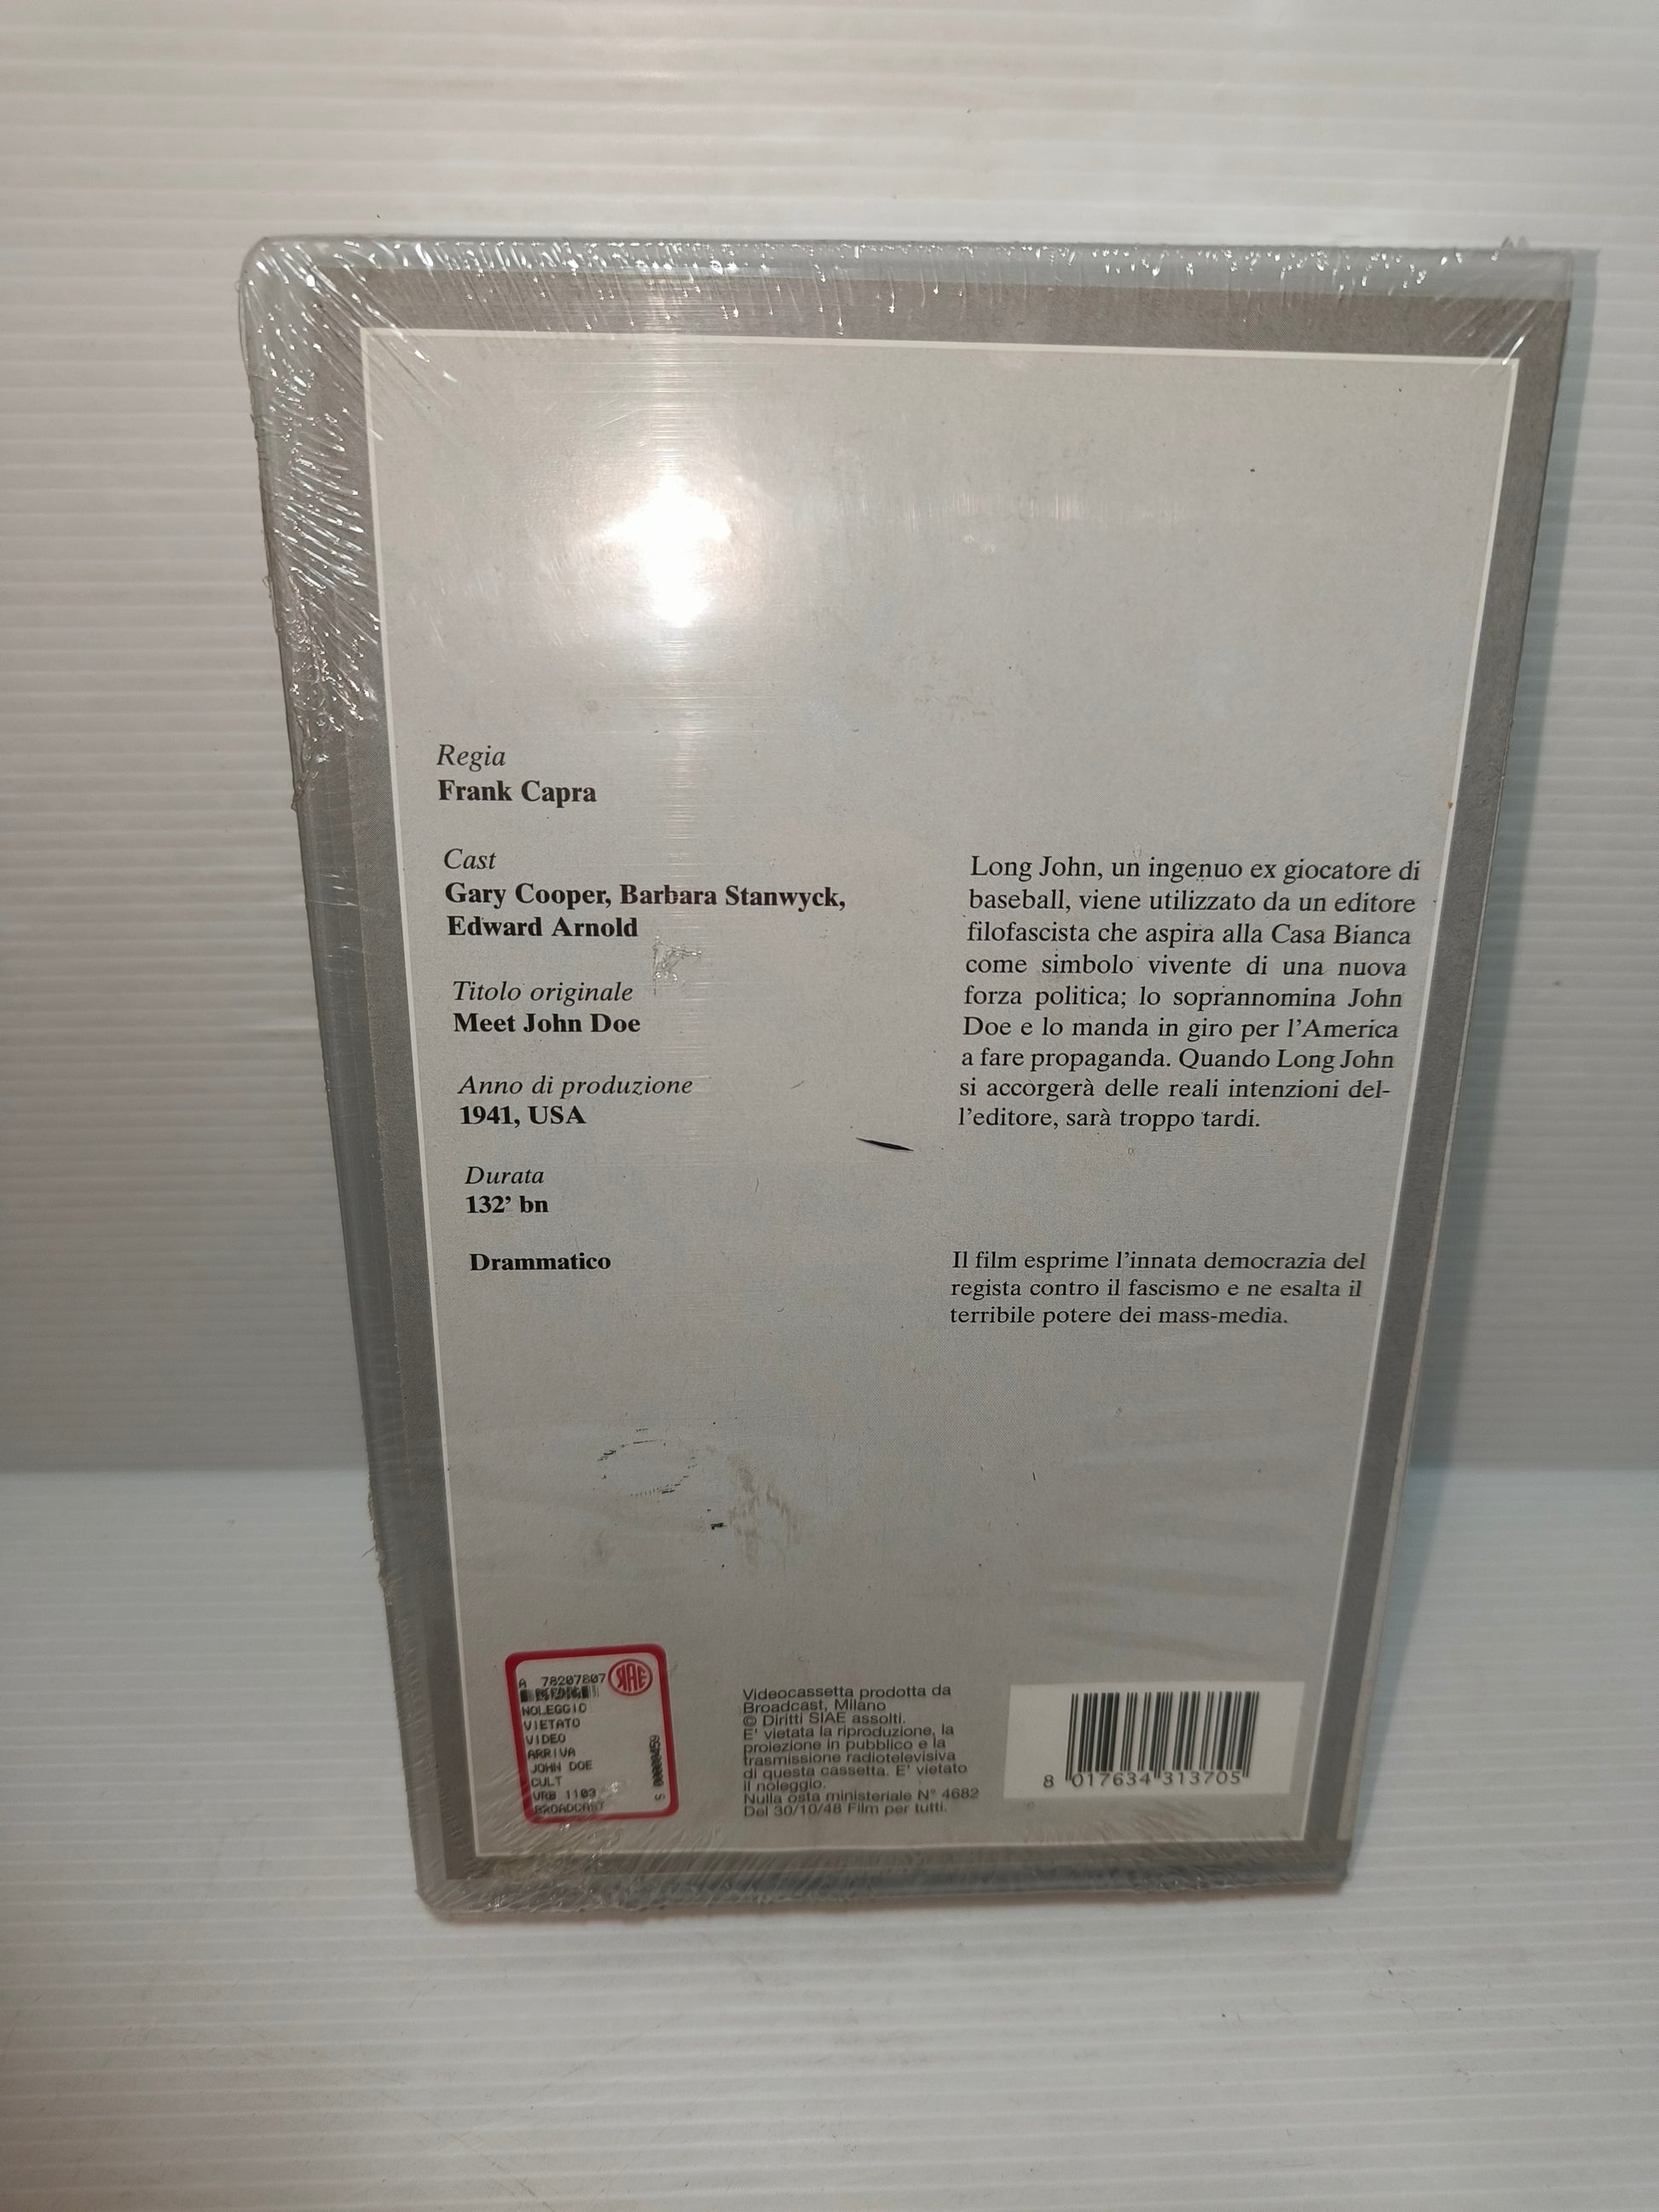 Regia
Frank Capra
Cast
Gary Cooper, Barbara Stanwyck,
Edward Arnold
Titolo originale
Meet John Doe
Anno di produzione
1941, USA
Durata
132’ bn
Drammatico
Long John, un ingenuo ex giocatore di
baseball, viene utilizzato da un editore
filofascista che aspira alla Casa Bianca
come simbolo vivente di una nuova
forza politica; lo soprannomina John
Doe e lo manda in giro per l’America
a fare propaganda. Quando Long John
si accorgerà delle reali intenzioni del-
l’editore, sarà troppo tardi.
Il film esprime l’innata democrazia del
regista contro il fascismo e ne esalta il
terribile potere dei mass-media.
A 78207807
NOLEGGIO
VIETATO
VIDEO
ARRIVA
JOHN DOE
CULT
VRB 1103
BROADCAST
Videocassetta prodotta da
Broadcast, Milano
© Diritti SIAE assolti.
E' vietata la riproduzione, la
proiezione in pubblico e la
trasmissione radiotelevisiva
di questa cassetta. E' vietato
il noleggio.
Nulla osta ministeriale N° 4682
Del 30/10/48 Film per tutti.
8 017634 313705